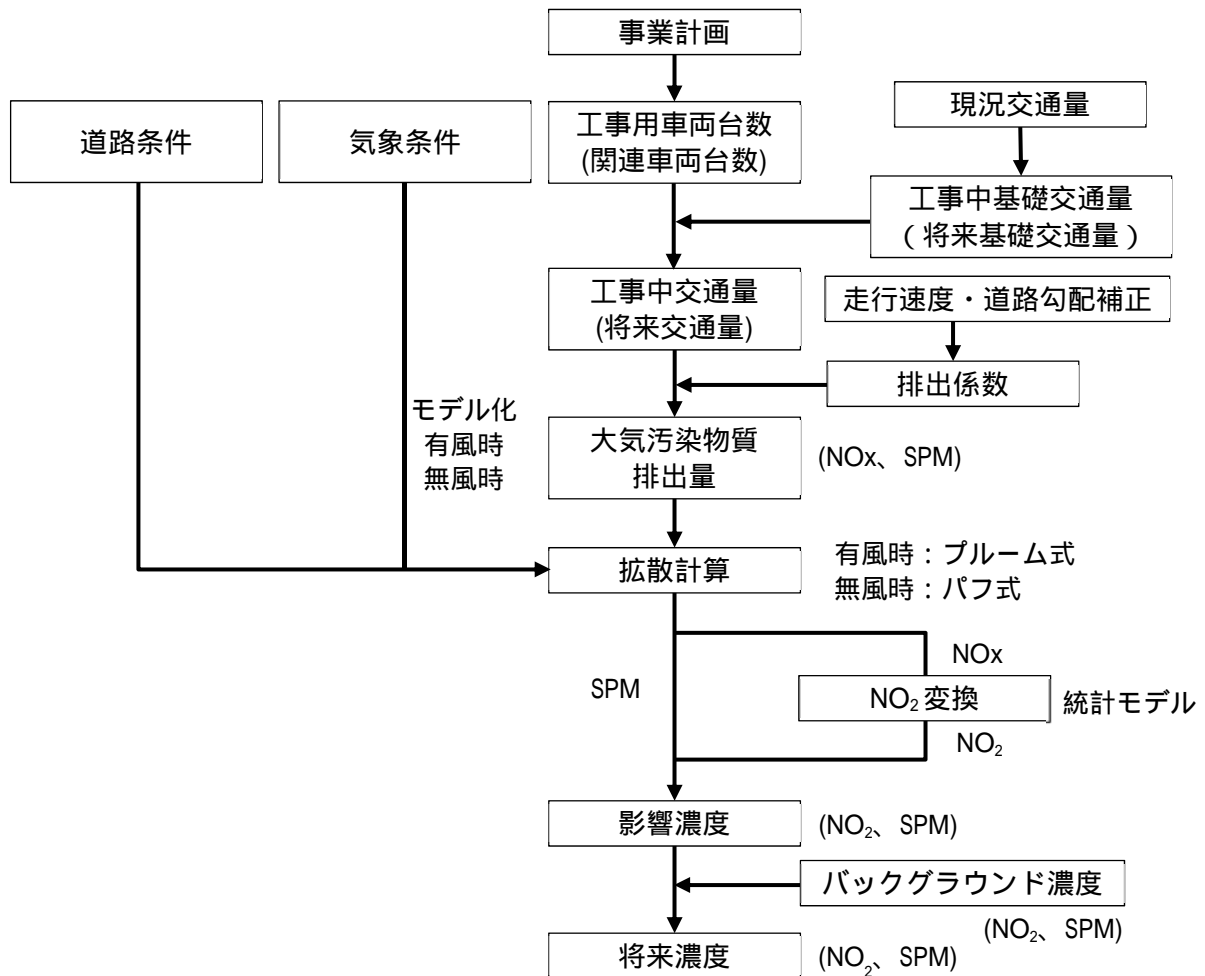 事業計画
道路条件
気象条件
工事用車両台数
(関連車両台数)
現況交通量
工事中基礎交通量
（将来基礎交通量）
工事中交通量
(将来交通量)
走行速度・道路勾配補正
排出係数
モデル化
有風時
無風時
大気汚染物質
排出量
(NOx、SPM)
拡散計算
有風時：プルーム式
無風時：パフ式
SPM
NOx
NO₂変換
統計モデル
NO₂
影響濃度
(NO₂、SPM)
バックグラウンド濃度
(NO₂、SPM)
将来濃度
(NO₂、SPM)